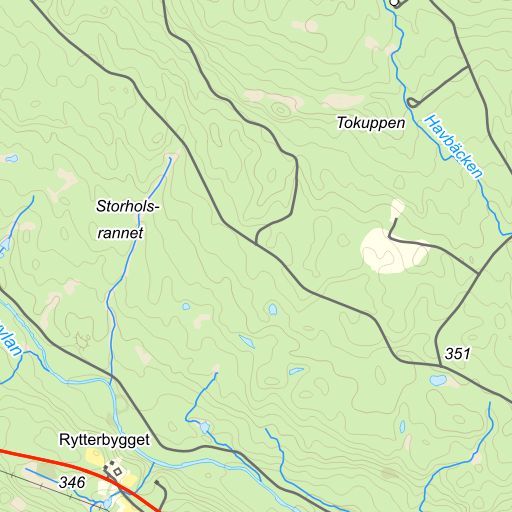 Tokuppen
Havbäcken
Storhols-
rannet
351
Rytterbygget
346